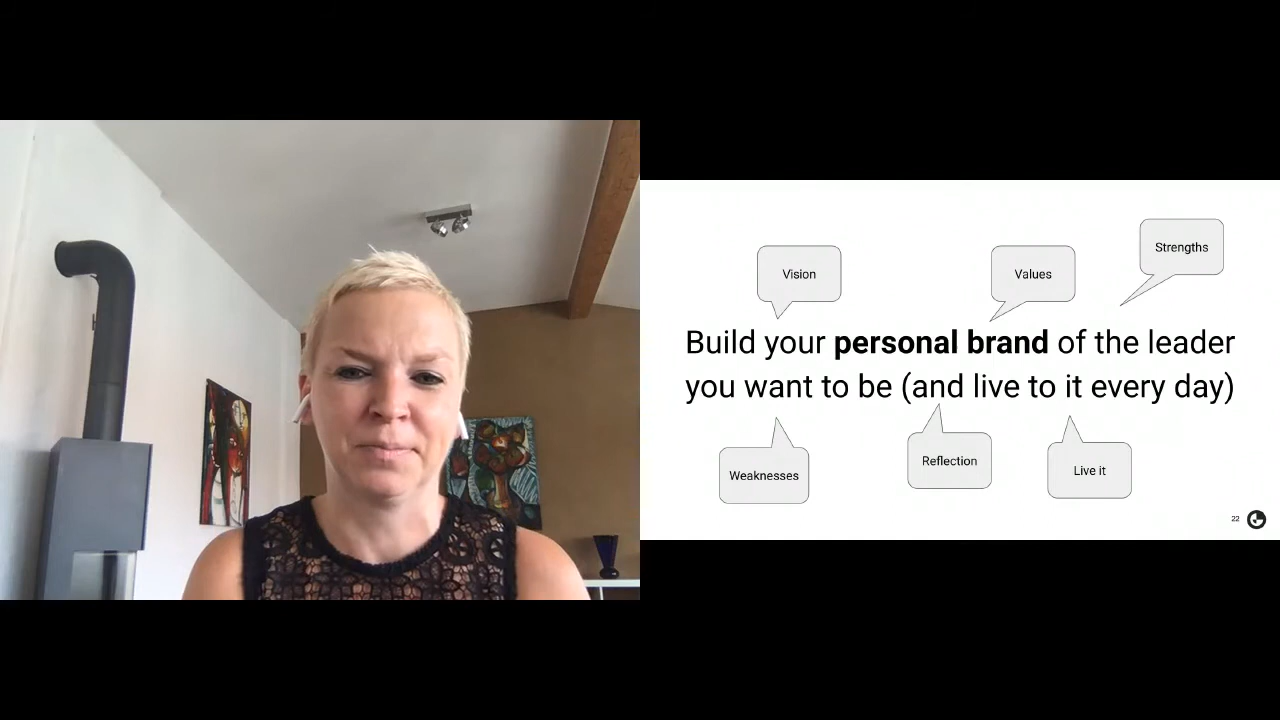 Strengths
Vision
Values
Build your personal brand of the leader
you want to be (and live to it every day)
Weaknesses
Reflection
Live it
22